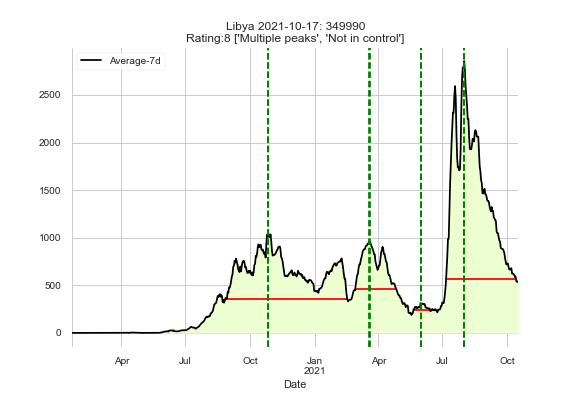 Libya 2021-10-17: 349990
Rating:8 ['Multiple peaks', 'Not in control']
Average-7d
2500
2000
1500
1000
500
0
Apr Jul Oct Jan Apr Jul Oct
2021
Date